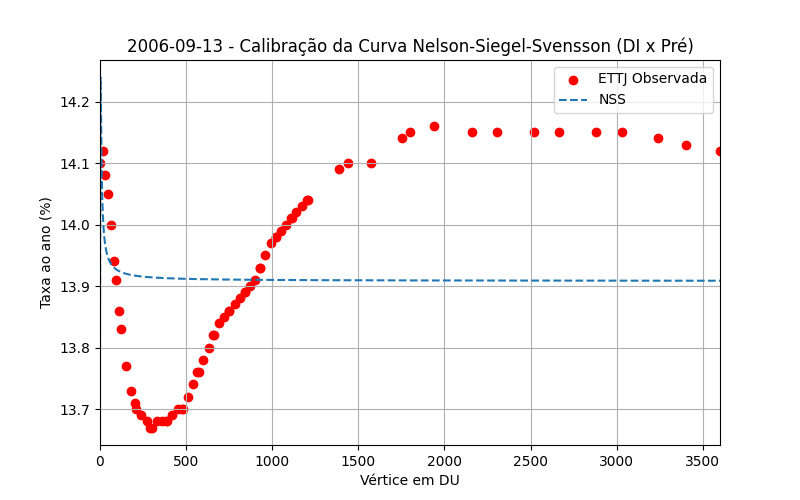 2006-09-13 - Calibração da Curva Nelson-Siegel-Svensson (DI x Pré)
ETTJ Observada
NSS
Taxa ao ano (%)
14.2
14.1
14.0
13.9
13.8
13.7
0 500 1000 1500 2000 2500 3000 3500
Vértice em DU